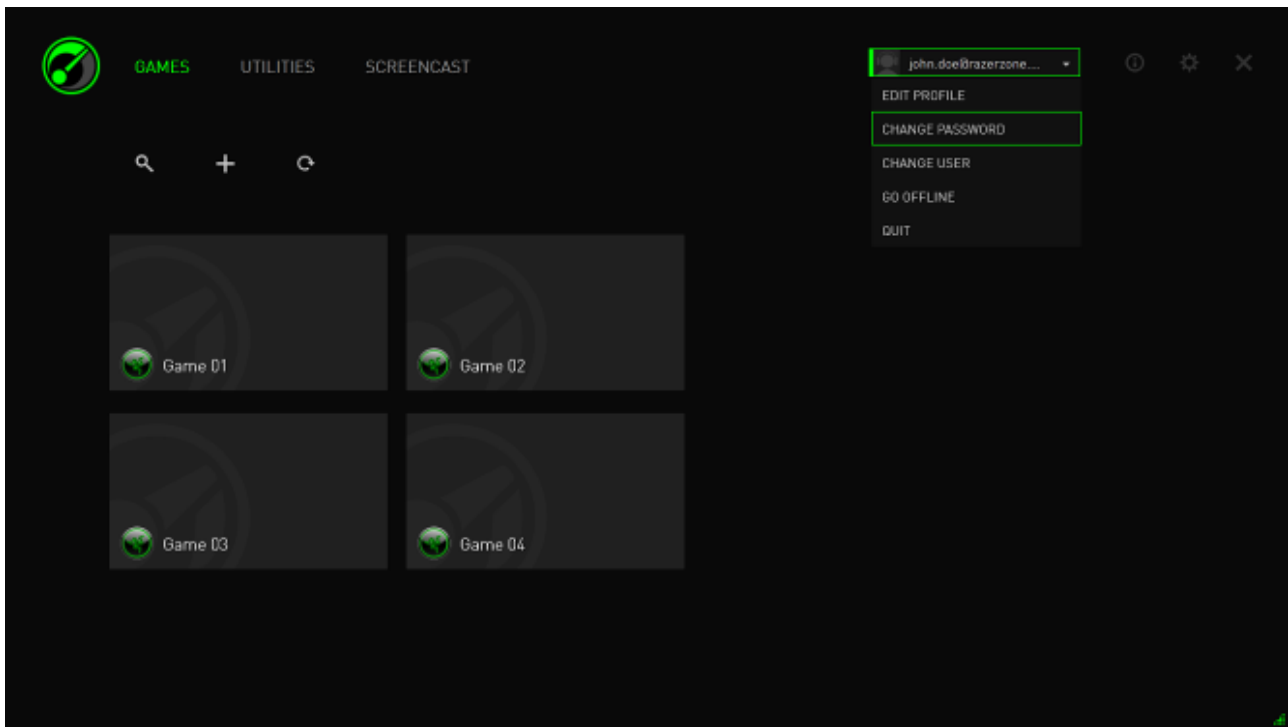 GAMES UTILITIES SCREENCAST
john.doe@razerzone....
EDIT PROFILE
CHANGE PASSWORD
CHANGE USER
GO OFFLINE
QUIT
Game 01
Game 02
Game 03
Game 04